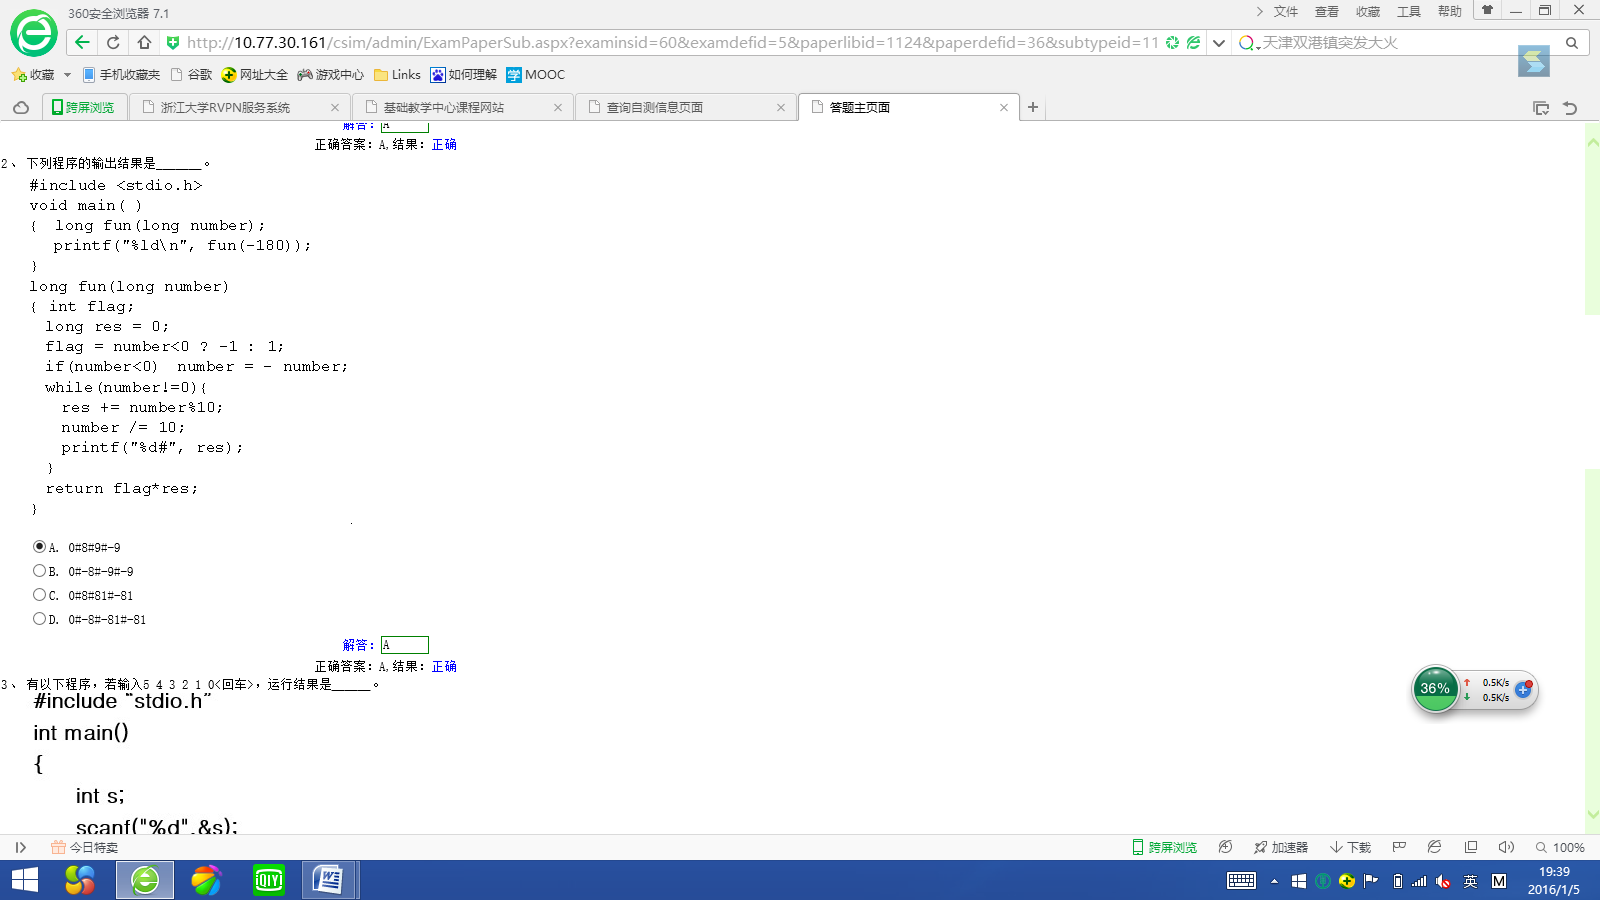 360安全浏览器 7.1
文件 查看 收藏 工具 帮助
http://10.77.30.161/csim/admin/ExamPaperSub.aspx?examinsid=60&examdefid=5&paperlibid=1124&paperdefid=36&subtypeid=11
天津双港镇突发大火
收藏 手机收藏夹 谷歌 网址大全 游戏中心 Links 如何理解 学 MOOC
跨屏浏览 浙江大学RVPN服务系统 基础教学中心课程网站 查询自测信息页面 答题主页面
解答: A
正确答案: A,结果: 正确
2、 下列程序的输出结果是______。
#include <stdio.h>
void main( )
{ long fun(long number);
printf("%ld\n", fun(-180));
}
long fun(long number)
{ int flag;
long res = 0;
flag = number<0 ? -1 : 1;
if(number<0) number = - number;
while(number!=0){
res += number%10;
number /= 10;
printf("%d#", res);
}
return flag*res;
}
A. 0#8#9#-9
B. 0#-8#-9#-9
C. 0#8#81#-81
D. 0#-8#-81#-81
解答: A
正确答案: A,结果: 正确
3、 有以下程序,若输入5 4 3 2 1 0<回车>,运行结果是_____。
#include “stdio.h”
int main()
{
int s;
scanf("%d",&s);
36% 0.5K/s
0.5K/s
今日特卖 跨屏浏览 加速器 下载 100%
QIY 英 M 19:39
2016/1/5